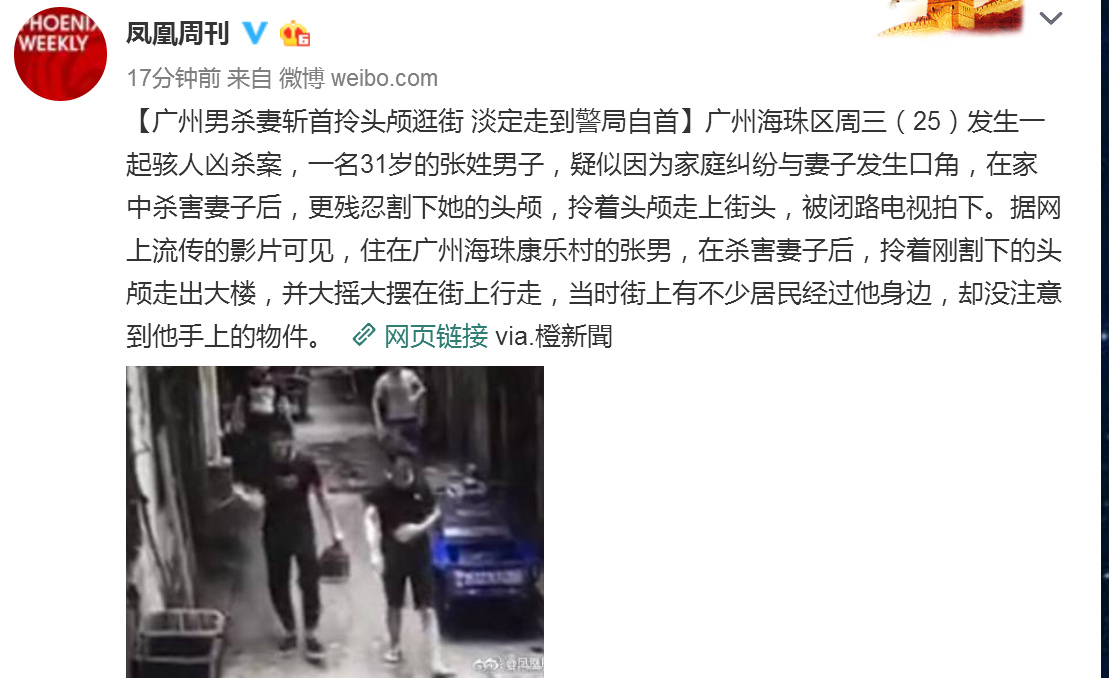 PHOENIX
WEEKLY
凤凰周刊
17分钟前 来自 微博 weibo.com
【广州男杀妻斩首拎头颅逛街 淡定走到警局自首】广州海珠区周三（25）发生一
起骇人凶杀案，一名31岁的张姓男子，疑似因为家庭纠纷与妻子发生口角，在家
中杀害妻子后，更残忍割下她的头颅，拎着头颅走上街头，被闭路电视拍下。据网
上流传的影片可见，住在广州海珠康乐村的张男，在杀害妻子后，拎着刚割下的头
颅走出大楼，并大摇大摆在街上行走，当时街上有不少居民经过他身边，却没注意
到他手上的物件。 网页链接 via.橙新聞
@凤凰